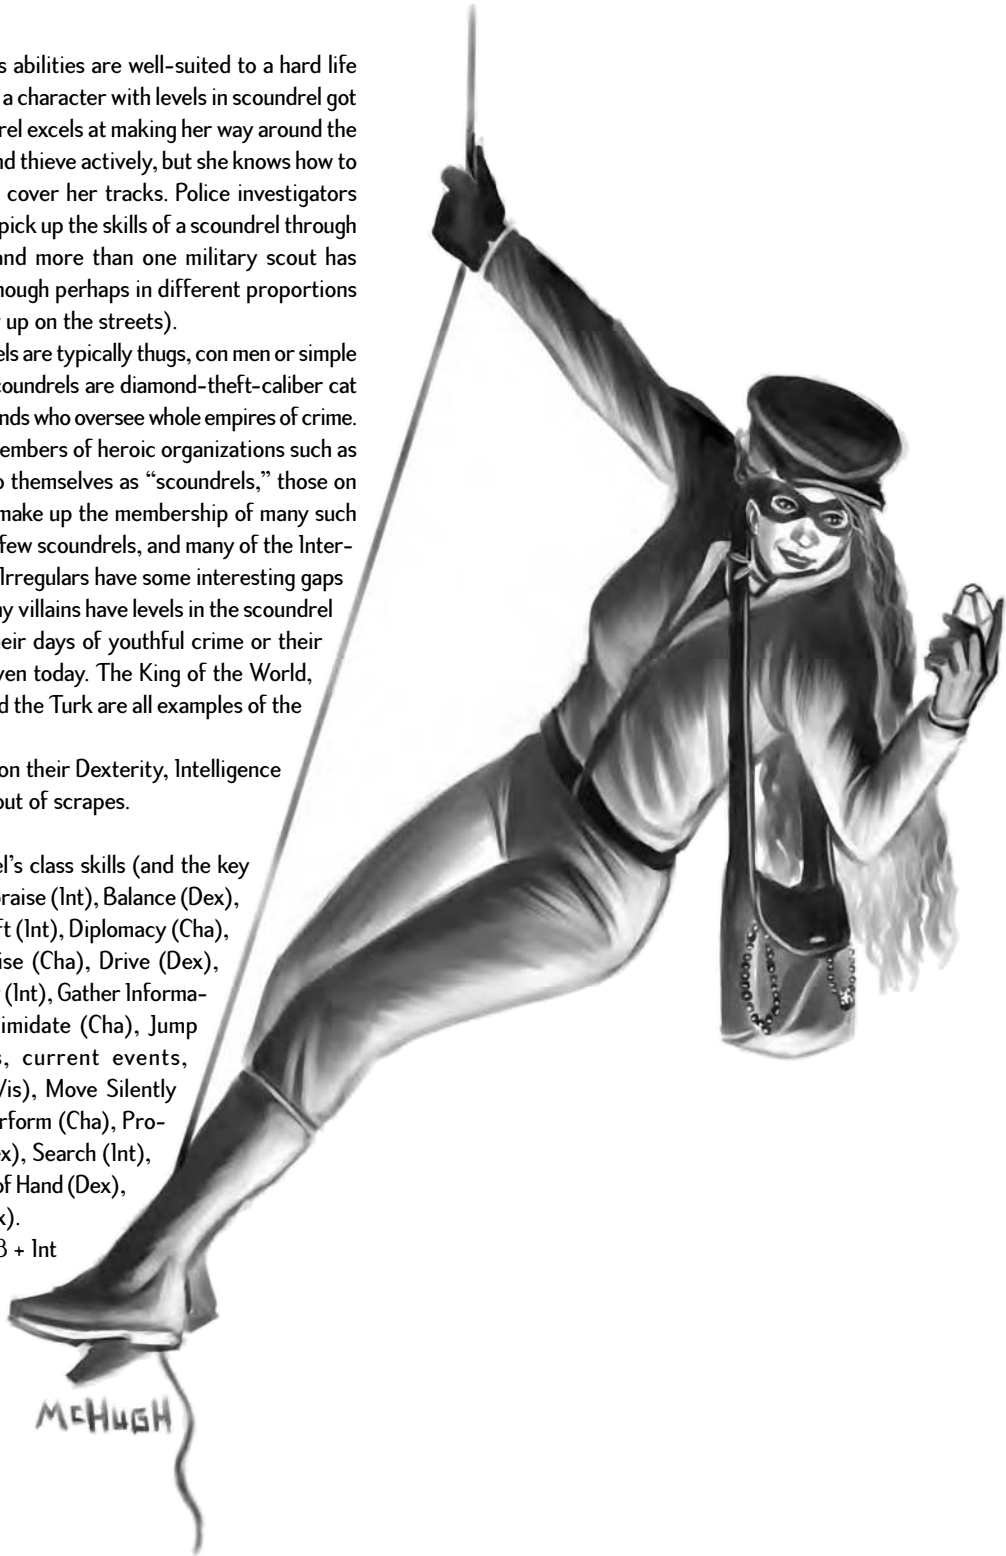 s abilities are well-suited to a hard life
a character with levels in scoundrel got
rel excels at making her way around the
nd thieve actively, but she knows how to
cover her tracks. Police investigators
pick up the skills of a scoundrel through
and more than one military scout has
hough perhaps in different proportions
up on the streets).
els are typically thugs, con men or simple
coundrels are diamond-theft-caliber cat
nds who oversee whole empires of crime.
embers of heroic organizations such as
o themselves as “scoundrels,” those on
make up the membership of many such
few scoundrels, and many of the Inter-
Irregulars have some interesting gaps
ny villains have levels in the scoundrel
eir days of youthful crime or their
ven today. The King of the World,
d the Turk are all examples of the
on their Dexterity, Intelligence
out of scrapes.
el’s class skills (and the key
praise (Int), Balance (Dex),
ft (Int), Diplomacy (Cha),
ise (Cha), Drive (Dex),
(Int), Gather Informa-
timidate (Cha), Jump
s, current events,
Vis), Move Silently
rform (Cha), Pro-
ex), Search (Int),
of Hand (Dex),
x).
8 + Int
McHUGH